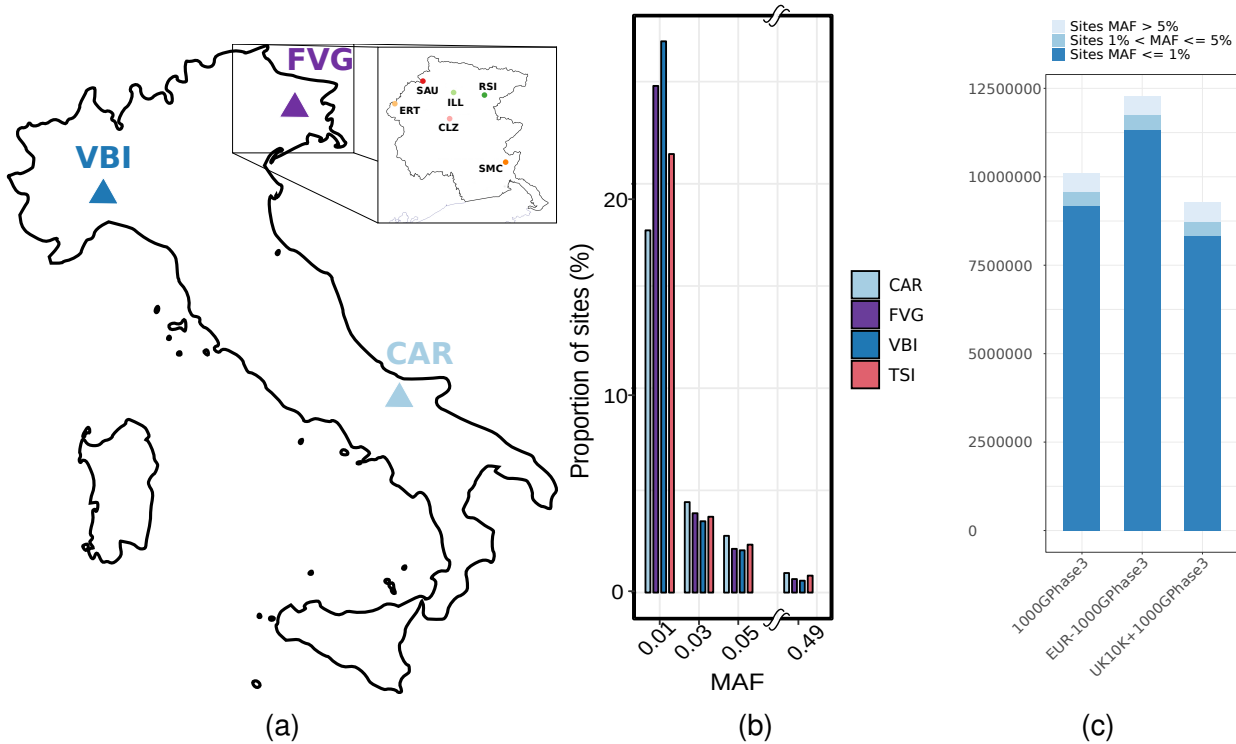 FVG
SAU
ILL
RSI
ERT
CLZ
SMC
VBI
CAR
(a)
Proportion of sites (%)
20
10
0
0.01
0.03
0.05
0.49
MAF
CAR
FVG
VBI
TSI
(b)
Sites MAF > 5%
Sites 1% < MAF <= 5%
Sites MAF <= 1%
12500000
10000000
7500000
5000000
2500000
0
1000GPhase3
EUR-1000GPhase3
UK10K+1000GPhase3
(c)